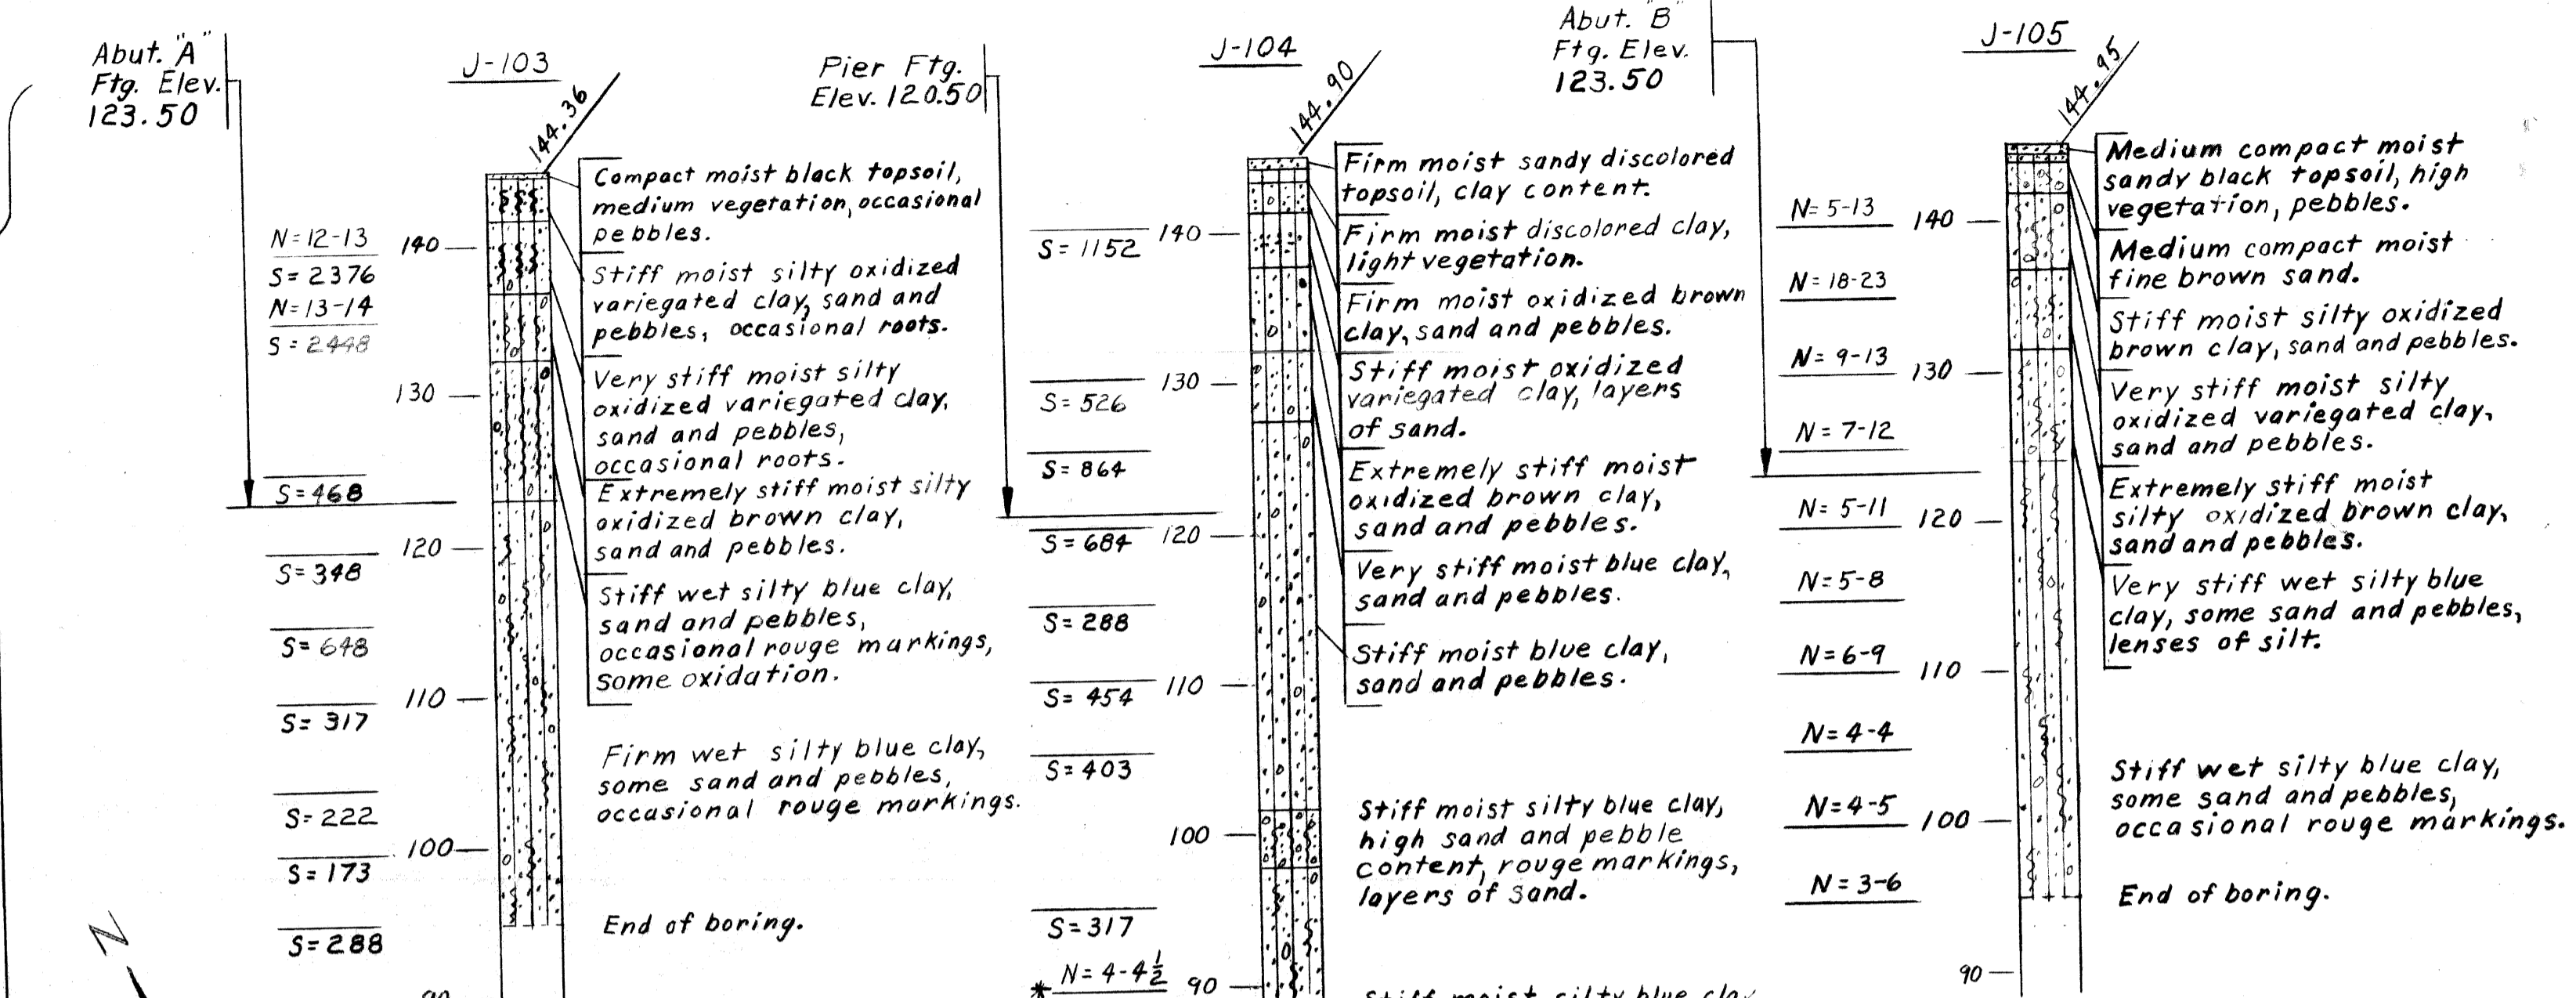 Abut. "A"
Ftg. Elev.
123.50
J-103
144.36
N=12-13
S=2376
N=13-14
S=2448
S=468
S=348
S=648
S=317
S=222
S=173
S=288
140
130
120
110
100
90
Compact moist black topsoil,
medium vegetation, occasional
pebbles.
Stiff moist silty oxidized
variegated clay, sand and
pebbles, occasional roots.
Very stiff moist silty
oxidized variegated clay,
sand and pebbles,
occasional roots.
Extremely stiff moist silty
oxidized brown clay,
sand and pebbles.
Stiff wet silty blue clay,
sand and pebbles,
occasional rouge markings,
some oxidation.
Firm wet silty blue clay,
some sand and pebbles,
occasional rouge markings.
End of boring.
N
Pier Ftg.
Elev. 120.50
J-104
144.90
S=1152
S=526
S=864
S=684
S=288
S=454
S=403
S=317
* N=4-4½
140
130
120
110
100
90
Firm moist sandy discolored
topsoil, clay content.
Firm moist discolored clay,
light vegetation.
Firm moist oxidized brown
clay, sand and pebbles.
Stiff moist oxidized
variegated clay, layers
of sand.
Extremely stiff moist
oxidized brown clay,
sand and pebbles.
Very stiff moist blue clay,
sand and pebbles.
Stiff moist blue clay,
sand and pebbles.
Stiff moist silty blue clay,
high sand and pebble
content, rouge markings,
layers of sand.
Stiff moist silty blue clay
Abut. "B"
Ftg. Elev.
123.50
J-105
144.95
N=5-13
N=18-23
N=9-13
N=7-12
N=5-11
N=5-8
N=6-9
N=4-4
N=4-5
N=3-6
140
130
120
110
100
90
Medium compact moist
sandy black topsoil, high
vegetation, pebbles.
Medium compact moist
fine brown sand.
Stiff moist silty oxidized
brown clay, sand and pebbles.
Very stiff moist silty
oxidized variegated clay,
sand and pebbles.
Extremely stiff moist
silty oxidized brown clay,
sand and pebbles.
Very stiff wet silty blue
clay, some sand and pebbles,
lenses of silt.
Stiff wet silty blue clay,
some sand and pebbles,
occasional rouge markings.
End of boring.